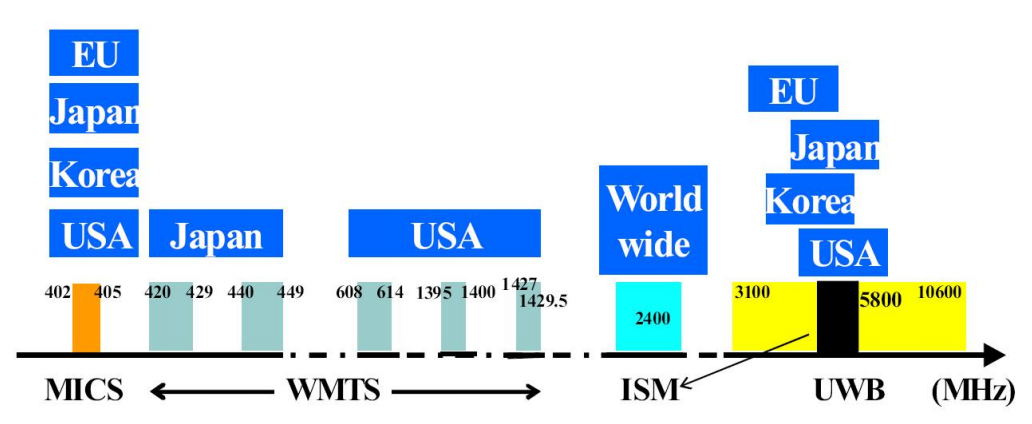 EU
Japan
Korea
USA
Japan
USA
World
wide
EU
Japan
Korea
USA
402 405 420 429 440 449 608 614 1395 1400 1427
1429.5
2400
3100 5800 10600
MICS WMTS ISM UWB (MHz)